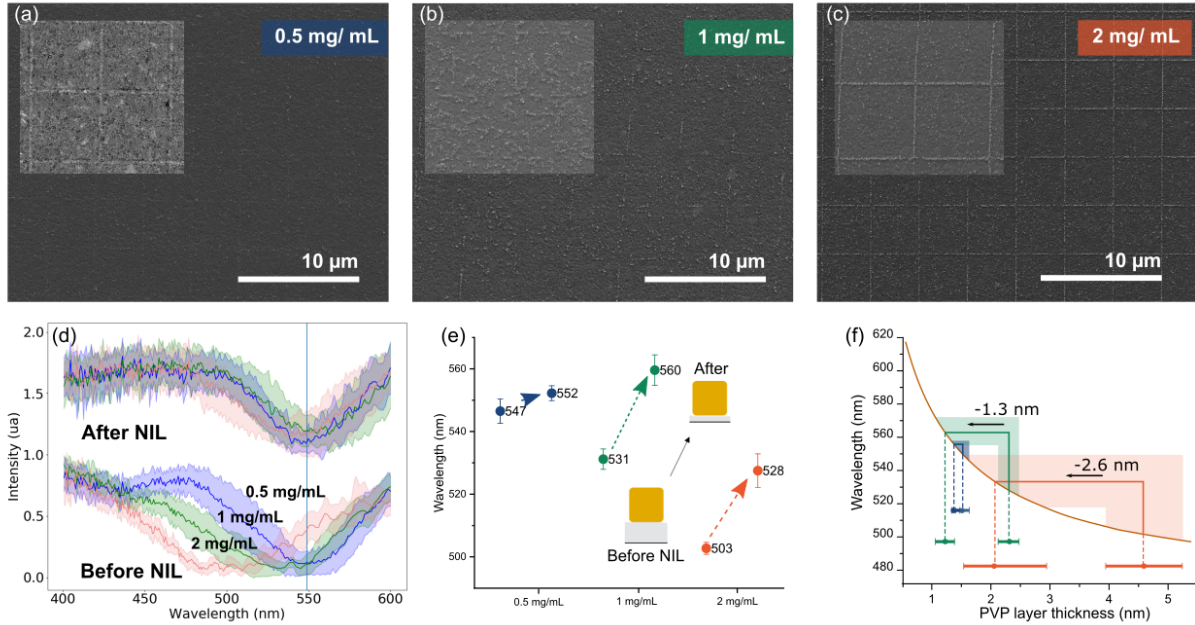 (a)
0.5 mg/ mL
10 µm
(b)
1 mg/ mL
10 µm
(c)
2 mg/ mL
10 µm
(d)
2.0
1.5
1.0
0.5
0.0
Intensity (ua)
After NIL
0.5 mg/mL
1 mg/mL
2 mg/mL
Before NIL
400
450
500
550
600
Wavelength (nm)
(e)
560
540
520
500
Wavelength (nm)
547
552
531
560
503
528
After
Before NIL
0.5 mg/mL
1 mg/mL
2 mg/mL
(f)
620
600
580
560
540
520
500
480
Wavelength (nm)
-1.3 nm
-2.6 nm
1
2
3
4
5
PVP layer thickness (nm)